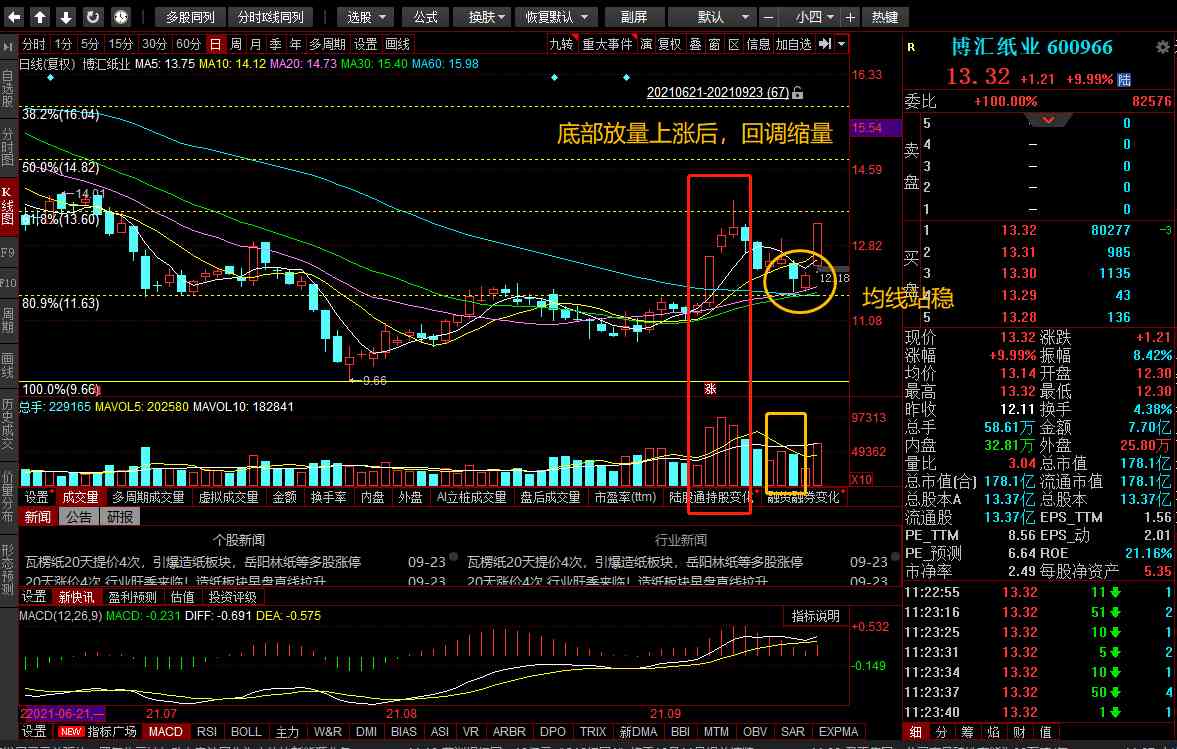 多股同列 分时K线同列 选股 公式 换肤 恢复默认 副屏 默认 小四 热键
分时 1分 5分 15分 30分 60分 日 周 月 季 年 多周期 设置 画线 九转 重大事件 演 复权 叠 窗 区 信息 加自选
日线(复权) 博汇纸业 MA5: 13.75 MA10: 14.12 MA20: 14.73 MA30: 15.40 MA60: 15.98
自选股
分时图
K线图
F9
F10
周期
画线
历史成交
价量分布
形态预测
20210621-20210923 (67)
底部放量上涨后，回调缩量
38.2%(16.04)
50.0%(14.82)
14.01
61.8%(13.60)
80.9%(11.63)
100.0%(9.66)
9.66
涨
12.18
均线站稳
16.33
15.54
14.59
12.82
11.08
总手: 229165 MAVOL5: 202580 MAVOL10: 182841
97313
49362
X10
设置 成交量 多周期成交量 虚拟成交量 金额 换手率 内盘 外盘 AI立桩成交量 盘后成交量 市盈率(ttm) 陆股通持股变化 融资融券变化
新闻 公告 研报
个股新闻 行业新闻
瓦楞纸20天提价4次，引爆造纸板块，岳阳林纸等多股涨停 09-23 瓦楞纸20天提价4次，引爆造纸板块，岳阳林纸等多股涨停 09-23
20天涨价4次 行业旺季来临！造纸板块早盘直线拉升 09-23 20天涨价4次 行业旺季来临！造纸板块早盘直线拉升 09-23
设置 新快讯 盈利预测 估值 投资评级
MACD(12,26,9) MACD: -0.231 DIFF: -0.691 DEA: -0.575 指标说明
+0.532
-0.149
2021-06-21,一 21.07 21.08 21.09
设置 NEW 指标广场 MACD RSI BOLL 主力 W&R DMI BIAS ASI VR ARBR DPO TRIX 新DMA BBI MTM OBV SAR EXPMA
R 博汇纸业 600966
13.32 +1.21 +9.99% 陆
委比 +100.00% 82576
卖盘
5 0
4 — 0
3 — 0
2 — 0
1 — 0
买盘
1 13.32 80277 -3
2 13.31 985
3 13.30 1135
4 13.29 43
5 13.28 136
现价 13.32 涨跌 +1.21
涨幅 +9.99% 振幅 8.42%
均价 13.14 开盘 12.30
最高 13.32 最低 12.30
昨收 12.11 换手 4.38%
总手 58.61万 金额 7.70亿
内盘 32.81万 外盘 25.80万
量比 3.04 总市值 178.1亿
总市值(合) 178.1亿 流通市值 178.1亿
总股本A 13.37亿 总股本 13.37亿
流通股 13.37亿 EPS_TTM 1.56
PE_TTM 8.56 EPS_动 2.01
PE_预测 6.64 ROE 21.16%
市净率 2.49 每股净资产 5.35
11:22:55 13.32 11 1
11:23:16 13.32 51 2
11:23:25 13.32 10 1
11:23:31 13.32 5 2
11:23:34 13.32 10 1
11:23:37 13.32 50 4
11:23:40 13.32 1 1
细 分 筹 焰 财 值